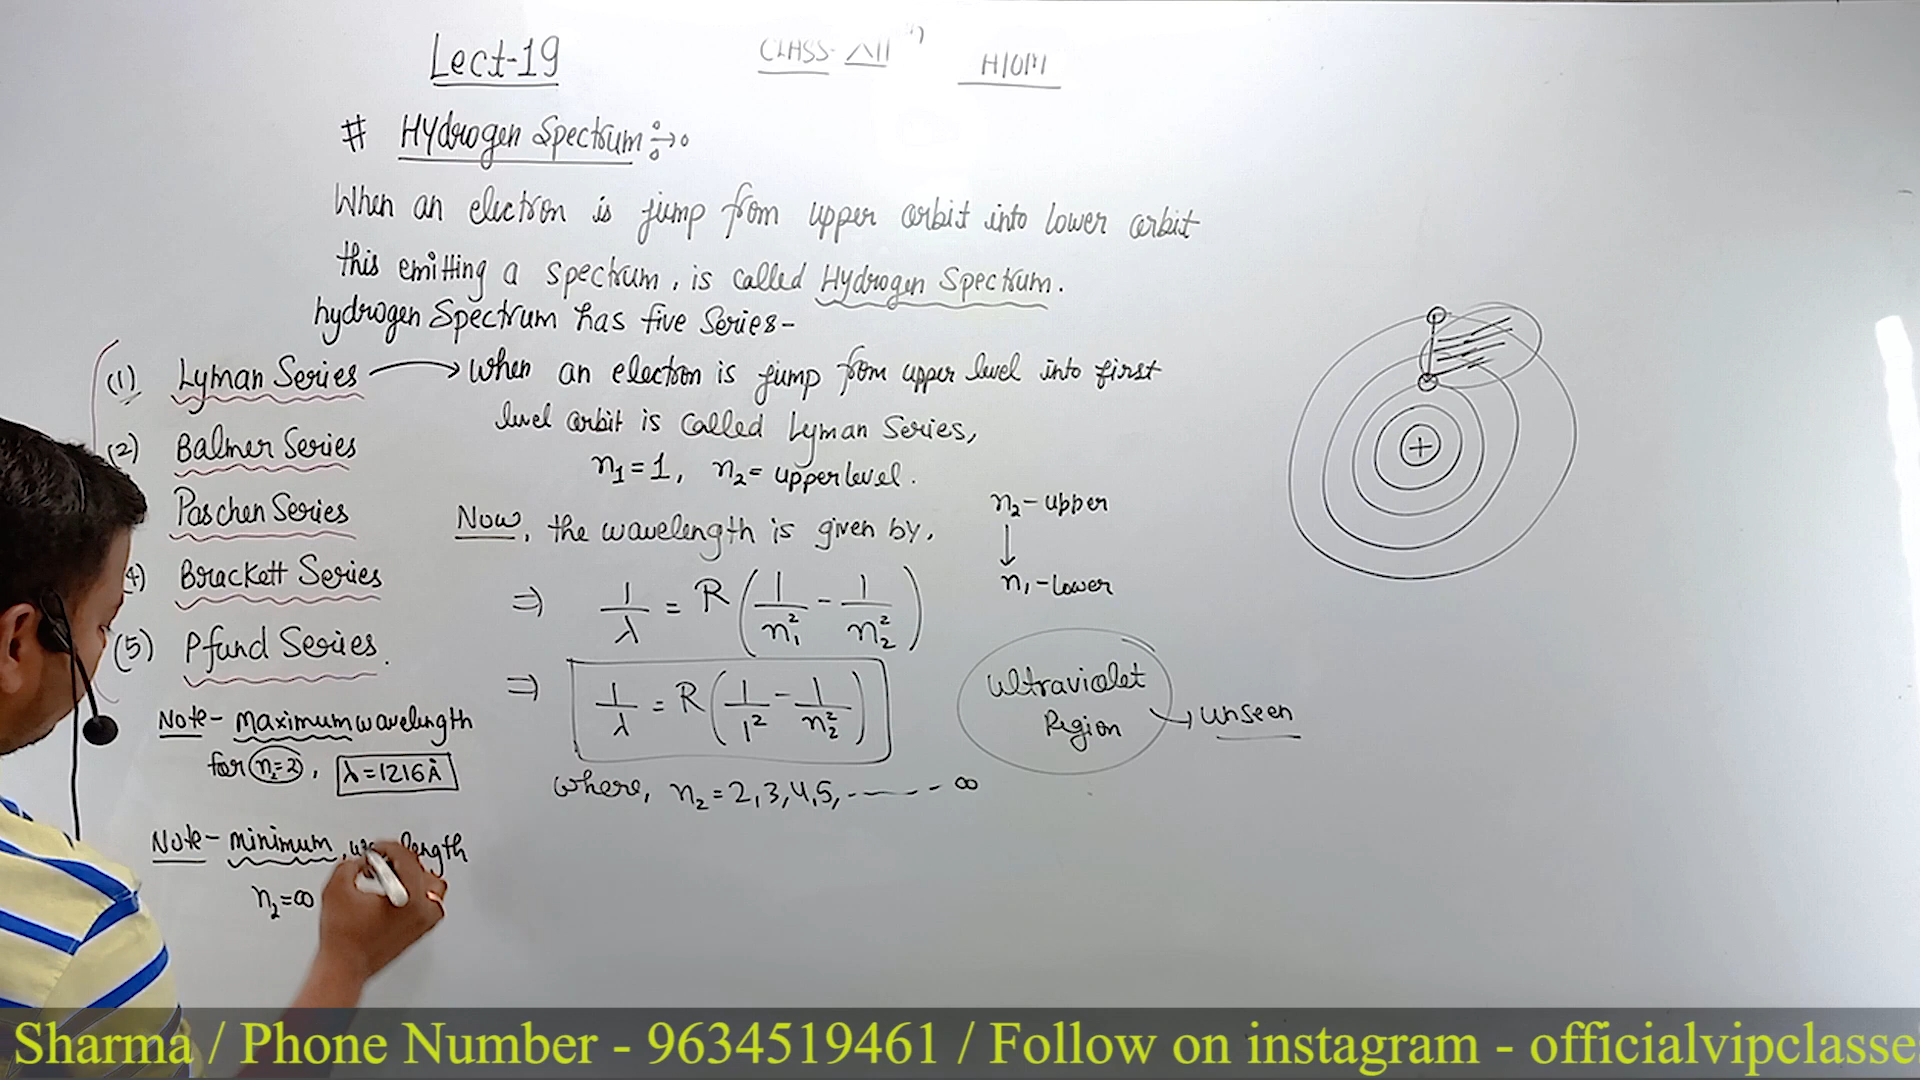 Lect-19
CLASS- XII
ATOM
# Hydrogen Spectrum
When an electron is jump from upper orbit into lower orbit
this emitting a spectrum, is called Hydrogen Spectrum.
hydrogen Spectrum has five Series-
(1) Lyman Series → When an electron is jump from upper level into first
level orbit is called Lyman Series,
n₁=1, n₂= upper level.
(2) Balmer Series
Paschen Series
4) Brackett Series
(5) Pfund Series.
Now, the wavelength is given by,
n₂-upper
↓
n₁-lower
⇒ 1/λ = R(1/n₁² - 1/n₂²)
⇒ 1/λ = R(1/1² - 1/n₂²)
where, n₂=2,3,4,5,------∞
Ultraviolet
Region → unseen
+
Note- maximum wavelength
for n₂=2, λ=1216Å
Note- minimum length
n₂=∞
Sharma / Phone Number - 9634519461 / Follow on instagram - officialvipclasse